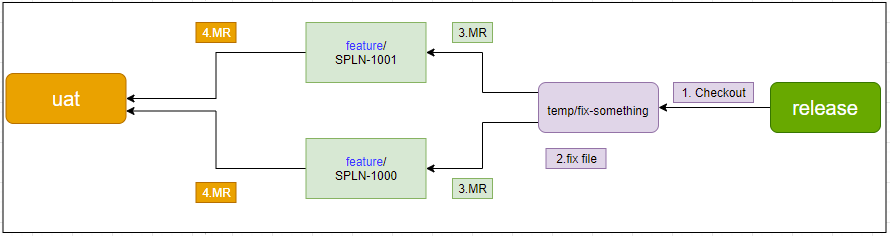 4.MR
feature/
SPLN-1001
3.MR
uat
temp/fix-something
1. Checkout
release
2.fix file
feature/
SPLN-1000
4.MR
3.MR